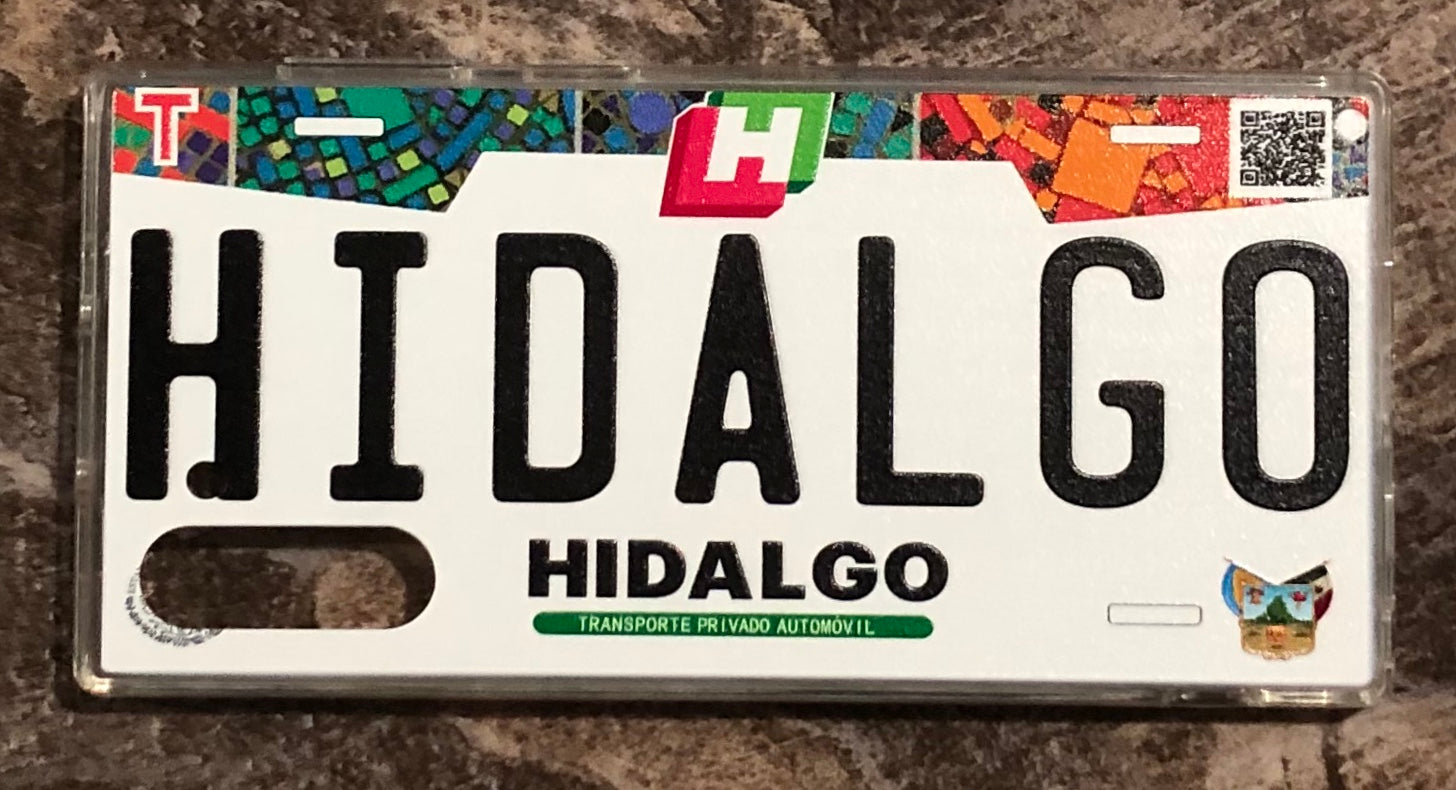 T
H
HIDALGO
HIDALGO
TRANSPORTE PRIVADO AUTOMÓVIL